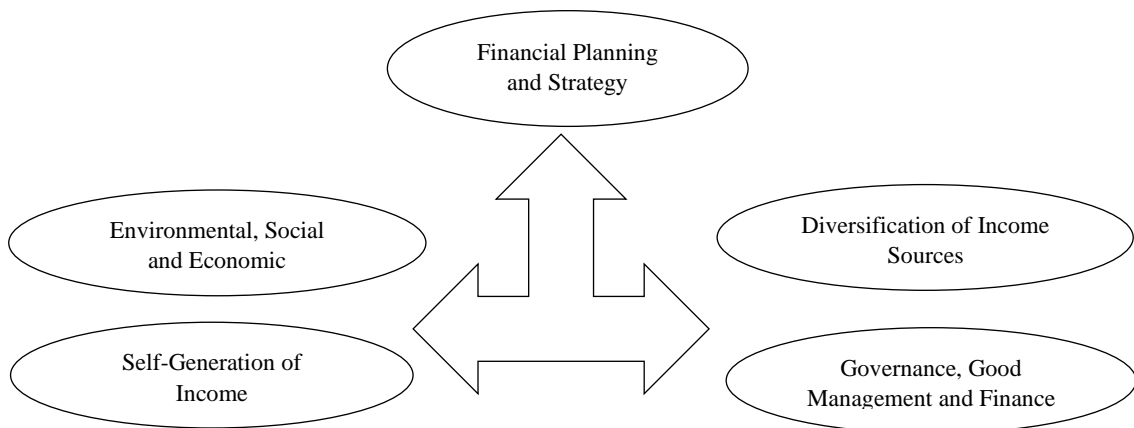 Financial Planning
and Strategy
Environmental, Social
and Economic
Diversification of Income
Sources
Self-Generation of
Income
Governance, Good
Management and Finance